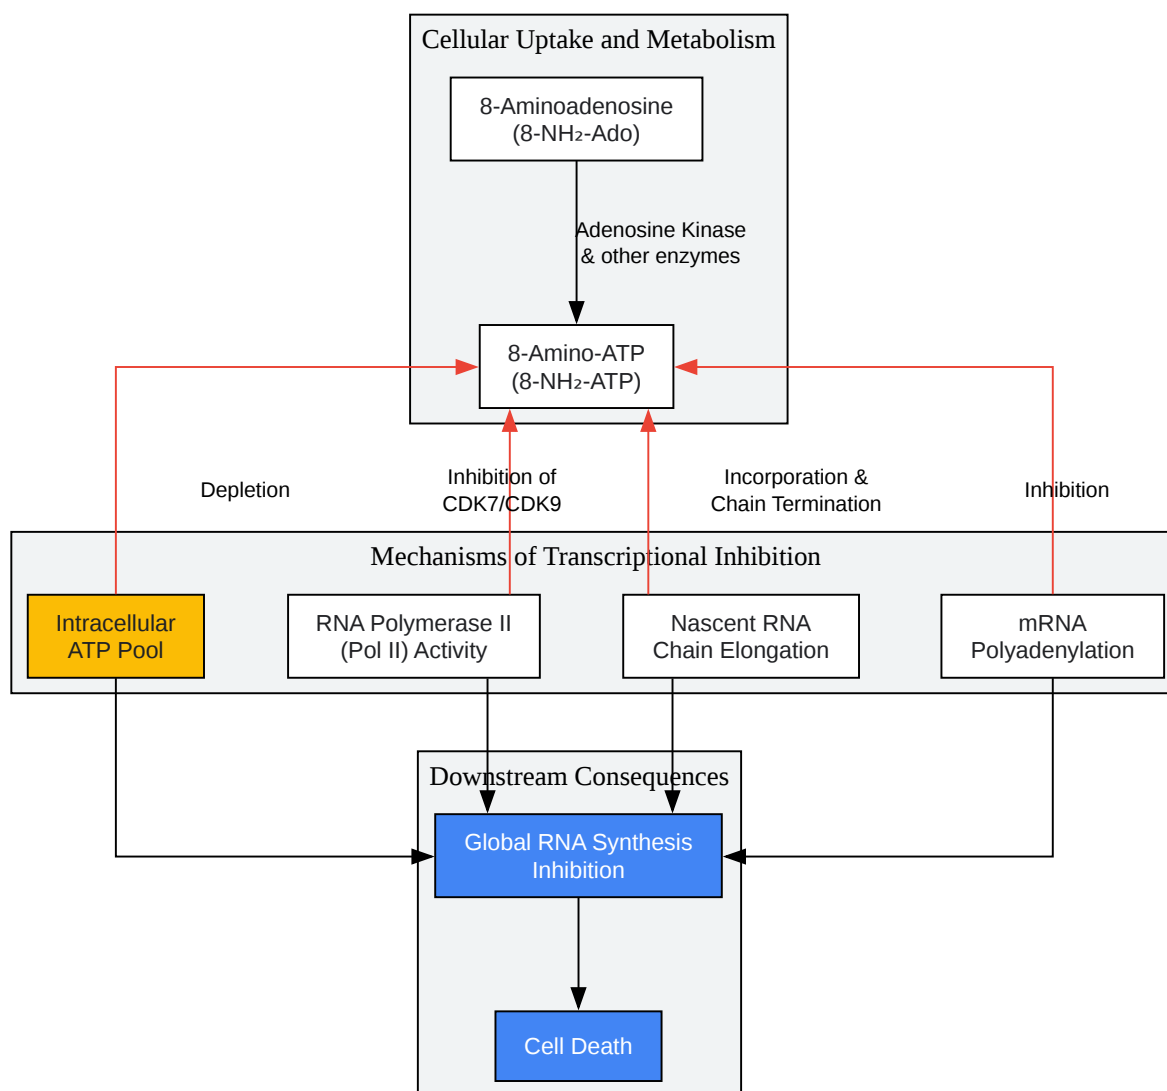 Cellular Uptake and Metabolism
8-Aminoadenosine
(8-NH₂-Ado)
Adenosine Kinase
& other enzymes
8-Amino-ATP
(8-NH₂-ATP)
Depletion
Inhibition of
CDK7/CDK9
Incorporation &
Chain Termination
Inhibition
Mechanisms of Transcriptional Inhibition
Intracellular
ATP Pool
RNA Polymerase II
(Pol II) Activity
Nascent RNA
Chain Elongation
mRNA
Polyadenylation
Downstream Consequences
Global RNA Synthesis
Inhibition
Cell Death